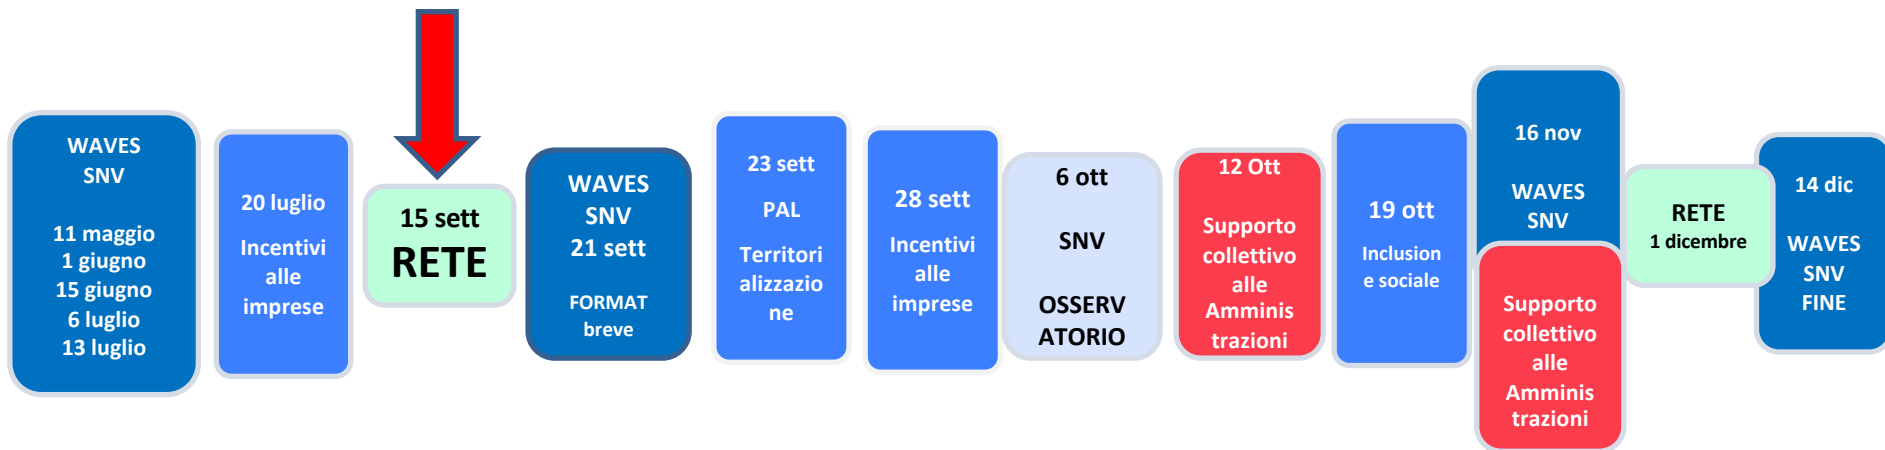 WAVES
SNV
11 maggio
1 giugno
15 giugno
6 luglio
13 luglio
20 luglio
Incentivi
alle
imprese
15 sett
RETE
WAVES
SNV
21 sett
FORMAT
breve
23 sett
PAL
Territori
alizzazio
ne
28 sett
Incentivi
alle
imprese
6 ott
SNV
OSSERV
ATORIO
12 Ott
Supporto
collettivo
alle
Amminis
trazioni
19 ott
Inclusion
e sociale
16 nov
WAVES
SNV
Supporto
collettivo
alle
Amminis
trazioni
RETE
1 dicembre
14 dic
WAVES
SNV
FINE